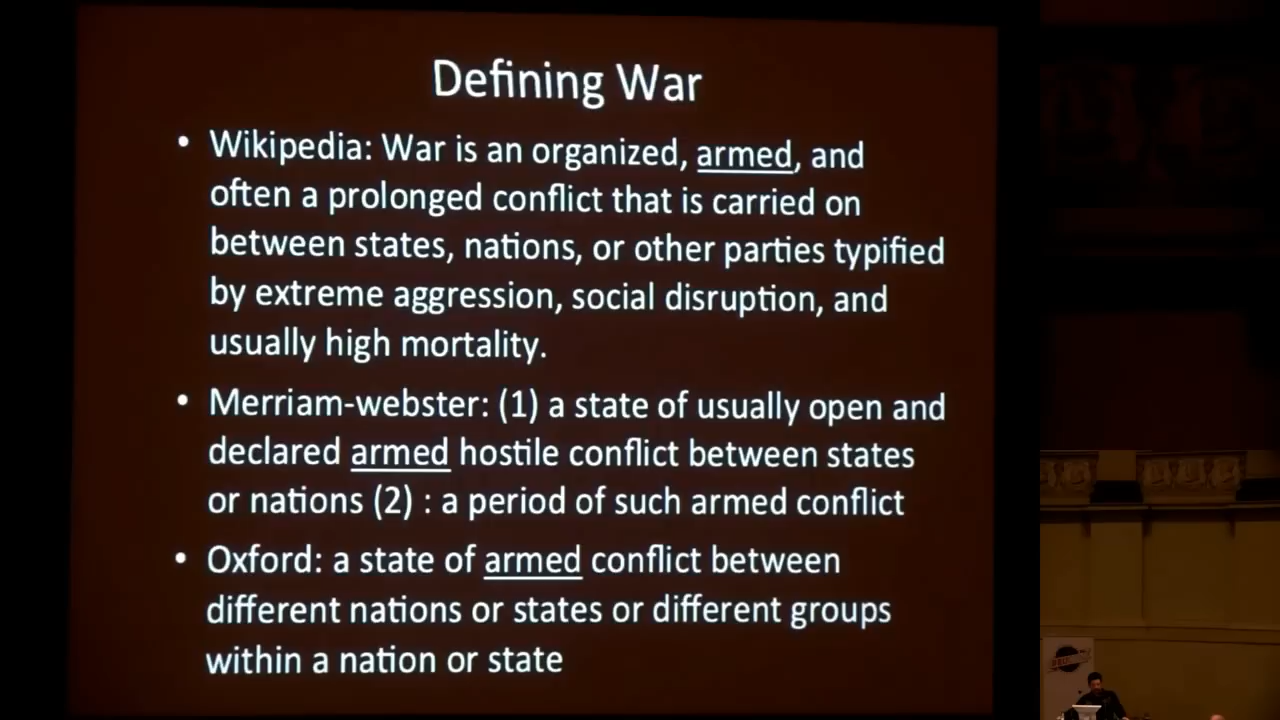 Defining War
• Wikipedia: War is an organized, armed, and
often a prolonged conflict that is carried on
between states, nations, or other parties typified
by extreme aggression, social disruption, and
usually high mortality.
• Merriam-webster: (1) a state of usually open and
declared armed hostile conflict between states
or nations (2) : a period of such armed conflict
• Oxford: a state of armed conflict between
different nations or states or different groups
within a nation or state